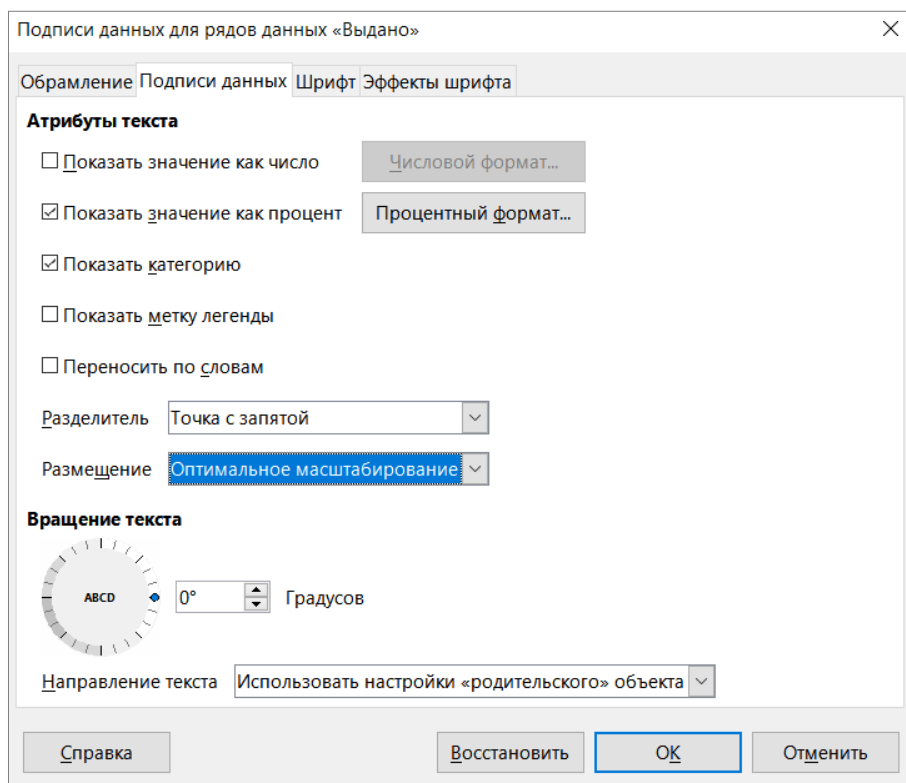 Подписи данных для рядов данных «Выдано»
Обрамление Подписи данных Шрифт Эффекты шрифта
Атрибуты текста
Показать значение как число Числовой формат...
Показать значение как процент Процентный формат...
Показать категорию
Показать метку легенды
Переносить по словам
Разделитель Точка с запятой
Размещение Оптимальное масштабирование
Вращение текста
ABCD 0° Градусов
Направление текста Использовать настройки «родительского» объекта
Справка Восстановить ОК Отменить